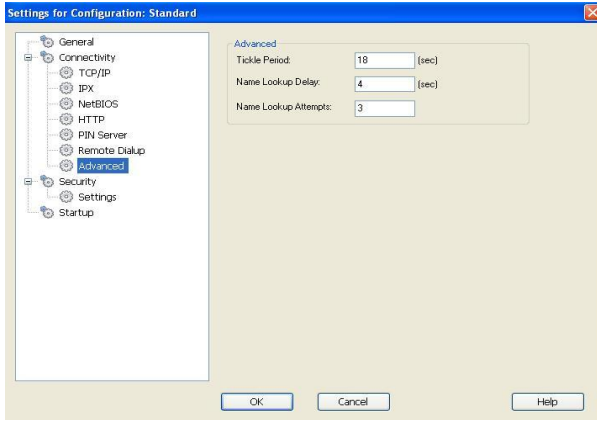 Settings for Configuration: Standard
General
Connectivity
TCP/IP
IPX
NetBIOS
HTTP
PIN Server
Remote Dialup
Advanced
Security
Settings
Startup
Advanced
Tickle Period: 18 (sec)
Name Lookup Delay: 4 (sec)
Name Lookup Attempts: 3
OK Cancel Help